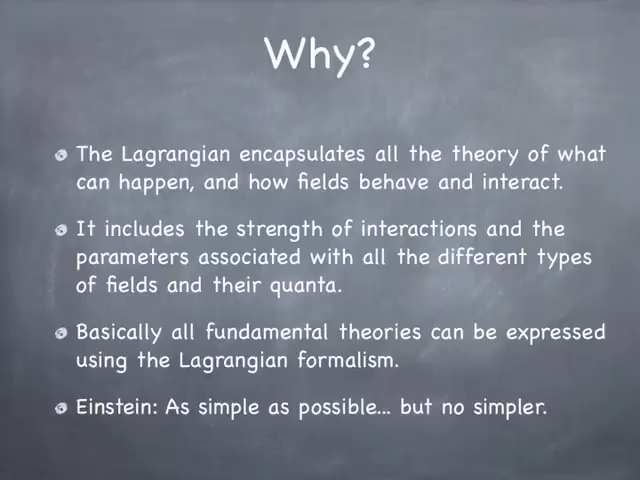 Why?
The Lagrangian encapsulates all the theory of what
can happen, and how fields behave and interact.
It includes the strength of interactions and the
parameters associated with all the different types
of fields and their quanta.
Basically all fundamental theories can be expressed
using the Lagrangian formalism.
Einstein: As simple as possible... but no simpler.